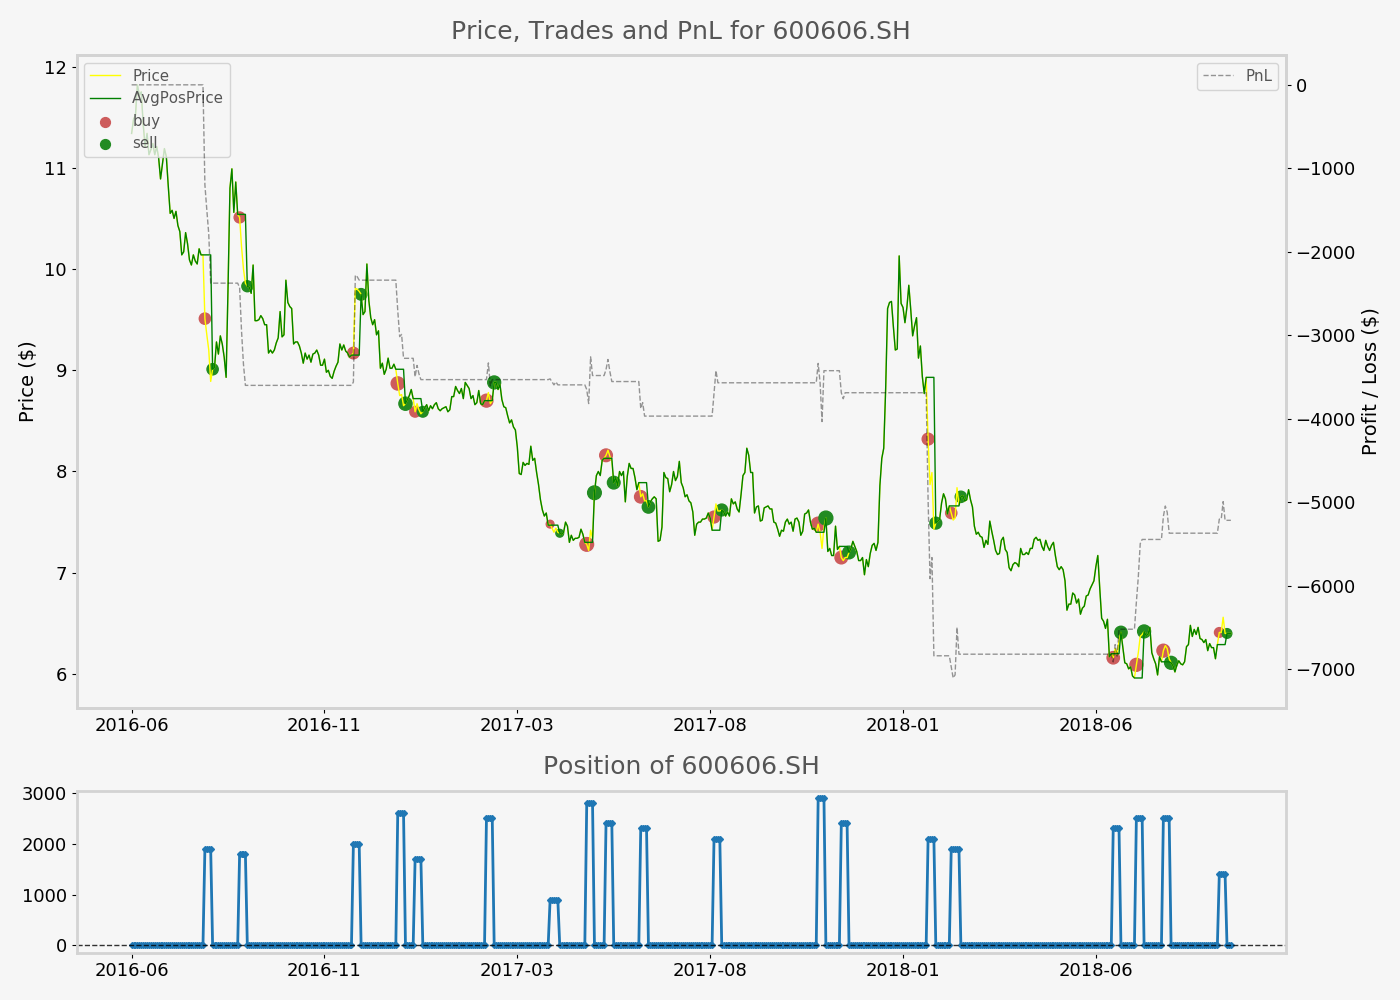 Price, Trades and PnL for 600606.SH
Price
AvgPosPrice
buy
sell
PnL
12
11
10
9
8
7
6
Price ($)
0
−1000
−2000
−3000
−4000
−5000
−6000
−7000
Profit / Loss ($)
2016-06 2016-11 2017-03 2017-08 2018-01 2018-06
Position of 600606.SH
3000
2000
1000
0
2016-06 2016-11 2017-03 2017-08 2018-01 2018-06